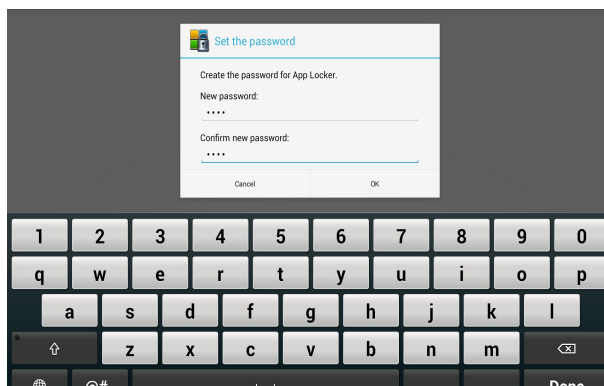 Set the password
Create the password for App Locker.
New password:
••••
Confirm new password:
••••
Cancel OK
1 2 3 4 5 6 7 8 9 0
q w e r t y u i o p
a s d f g h j k l
z x c v b n m
@# Done